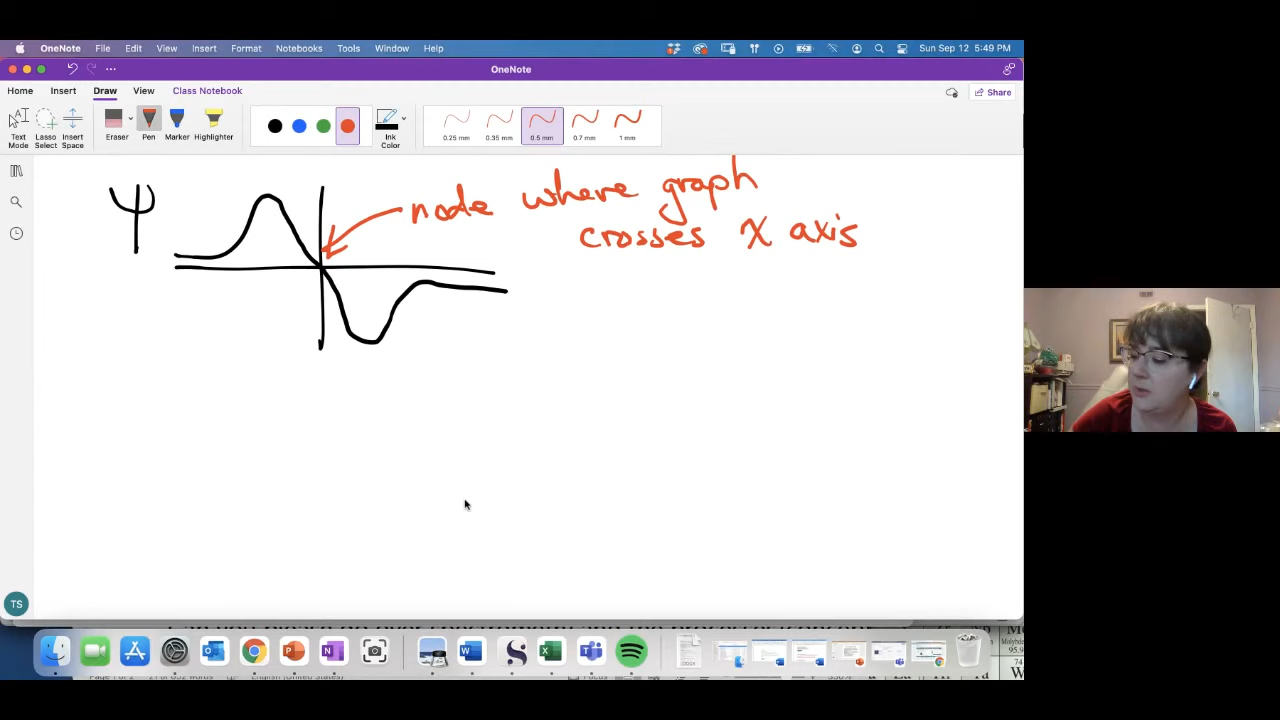 OneNote File Edit View Insert Format Notebooks Tools Window Help Sun Sep 12 5:49 PM
OneNote
Home Insert Draw View Class Notebook Share
Text Mode Lasso Select Insert Space Eraser Pen Marker Highlighter Ink Color 0.25 mm 0.35 mm 0.5 mm 0.7 mm 1 mm
ψ
node where graph
crosses x axis
TS